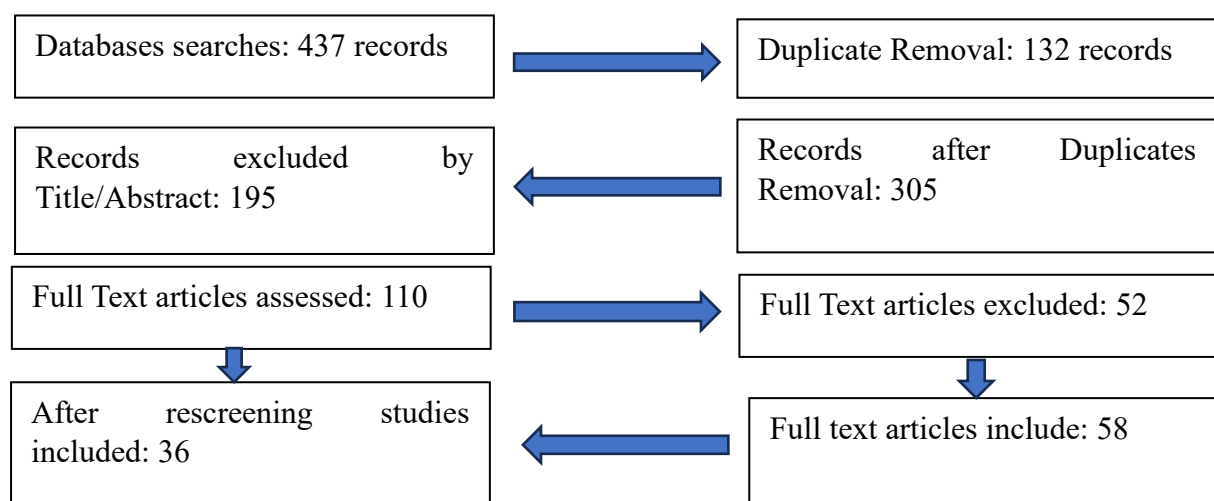 Databases searches: 437 records
Duplicate Removal: 132 records
Records excluded by
Title/Abstract: 195
Records after Duplicates
Removal: 305
Full Text articles assessed: 110
Full Text articles excluded: 52
After rescreening studies
included: 36
Full text articles include: 58